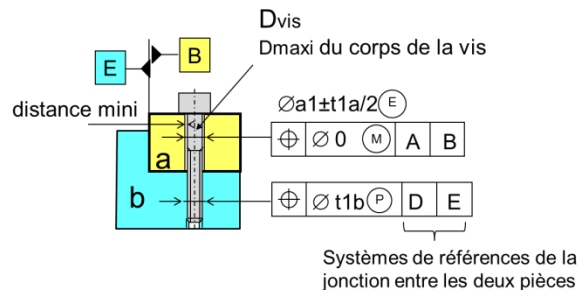 Dvis
Dmaxi du corps de la vis
E
B
distance mini
∅a1±t1a/2 Ⓔ
⌖ ∅ 0 Ⓜ A B
a
b
⌖ ∅ t1b Ⓟ D E
Systèmes de références de la
jonction entre les deux pièces